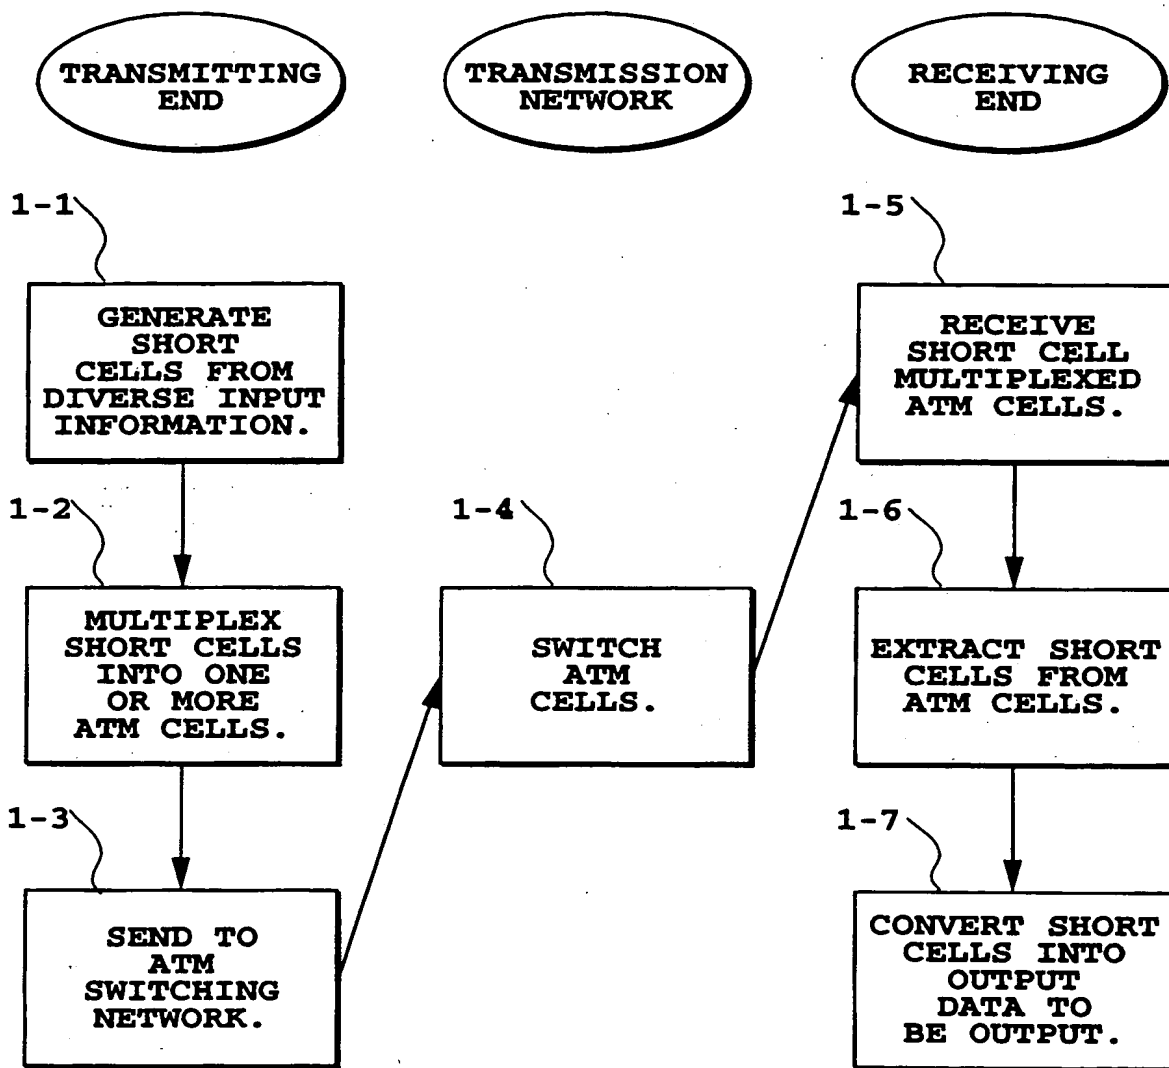 TRANSMITTING
END
TRANSMISSION
NETWORK
RECEIVING
END
1-1
GENERATE
SHORT
CELLS FROM
DIVERSE INPUT
INFORMATION.
1-2
MULTIPLEX
SHORT CELLS
INTO ONE
OR MORE
ATM CELLS.
1-3
SEND TO
ATM
SWITCHING
NETWORK.
1-4
SWITCH
ATM
CELLS.
1-5
RECEIVE
SHORT CELL
MULTIPLEXED
ATM CELLS.
1-6
EXTRACT SHORT
CELLS FROM
ATM CELLS.
1-7
CONVERT SHORT
CELLS INTO
OUTPUT
DATA TO
BE OUTPUT.